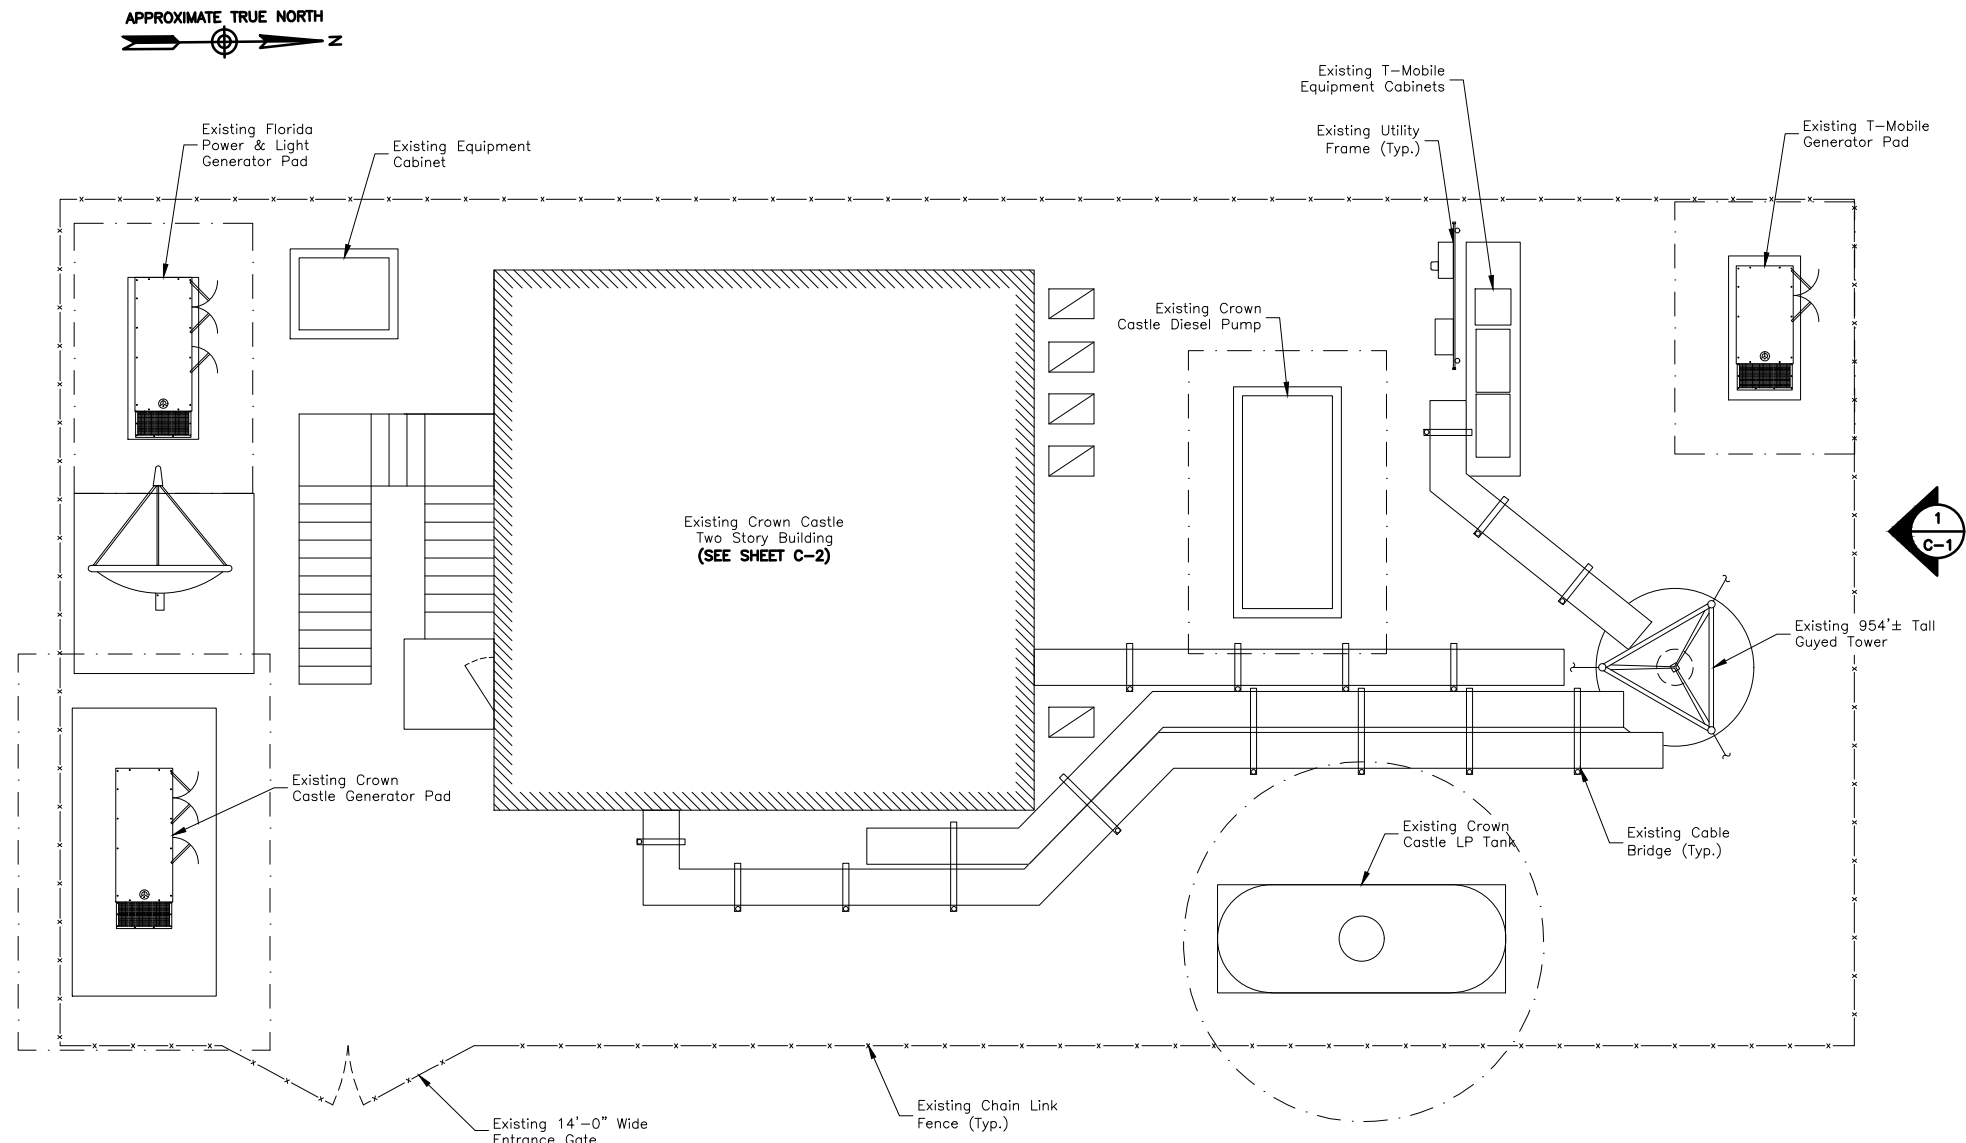 APPROXIMATE TRUE NORTH
N
Existing T-Mobile
Equipment Cabinets
Existing Florida
Power & Light
Generator Pad
Existing Equipment
Cabinet
Existing Utility
Frame (Typ.)
Existing T-Mobile
Generator Pad
Existing Crown
Castle Diesel Pump
Existing Crown Castle
Two Story Building
(SEE SHEET C-2)
1
C-1
Existing 954'± Tall
Guyed Tower
Existing Crown
Castle Generator Pad
Existing Crown
Castle LP Tank
Existing Cable
Bridge (Typ.)
Existing Chain Link
Fence (Typ.)
Existing 14'-0" Wide
Entrance Gate